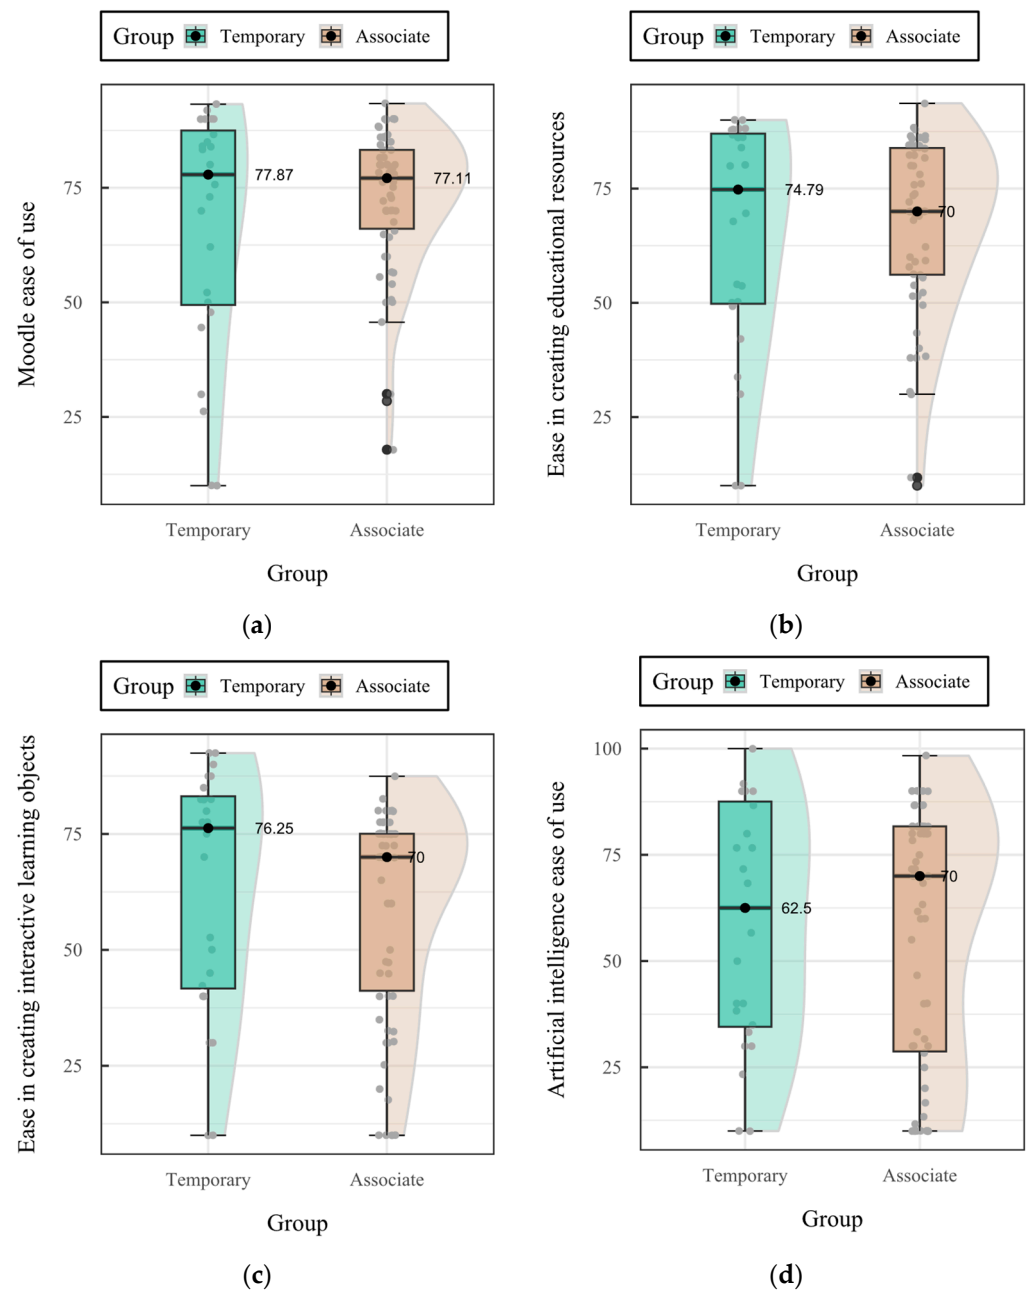 Group Temporary Associate
Moodle ease of use
75
50
25
77.87
77.11
Temporary Associate
Group
(a)
Group Temporary Associate
Ease in creating educational resources
75
50
25
74.79
70
Temporary Associate
Group
(b)
Group Temporary Associate
Ease in creating interactive learning objects
75
50
25
76.25
70
Temporary Associate
Group
(c)
Group Temporary Associate
Artificial intelligence ease of use
100
75
50
25
62.5
70
Temporary Associate
Group
(d)